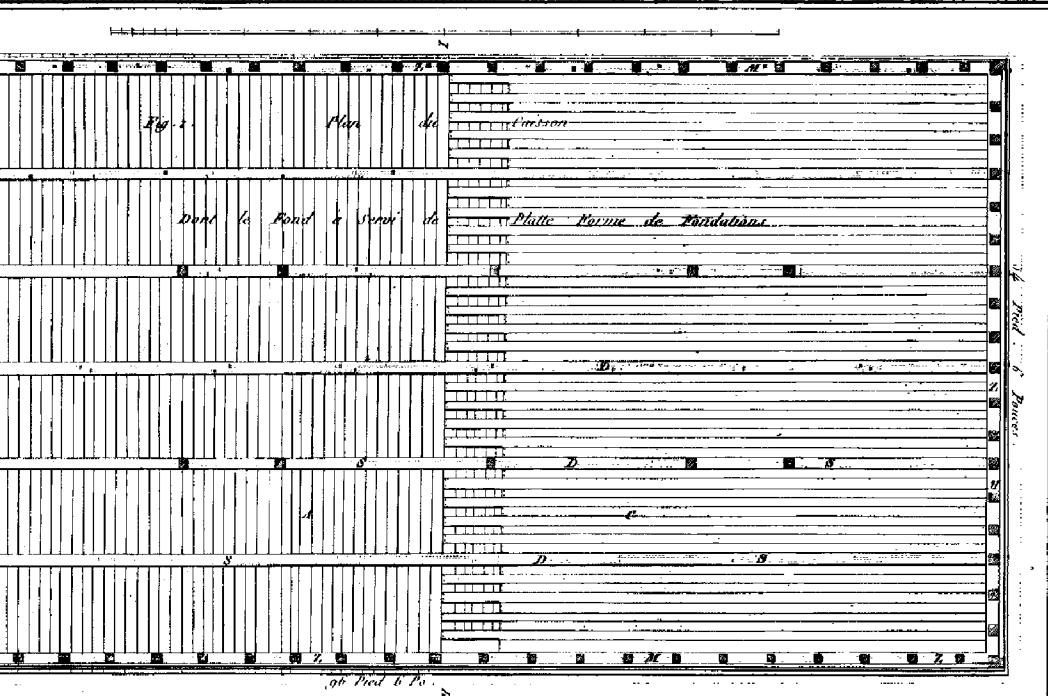 Fig. 2. Plan du Caisson
Dont le Fond à Servi de Platte Forme de Fondations
Pied 6 Pouces
96 Pied 6 Po.
M
D
S D S
A C
S D
Z M Z